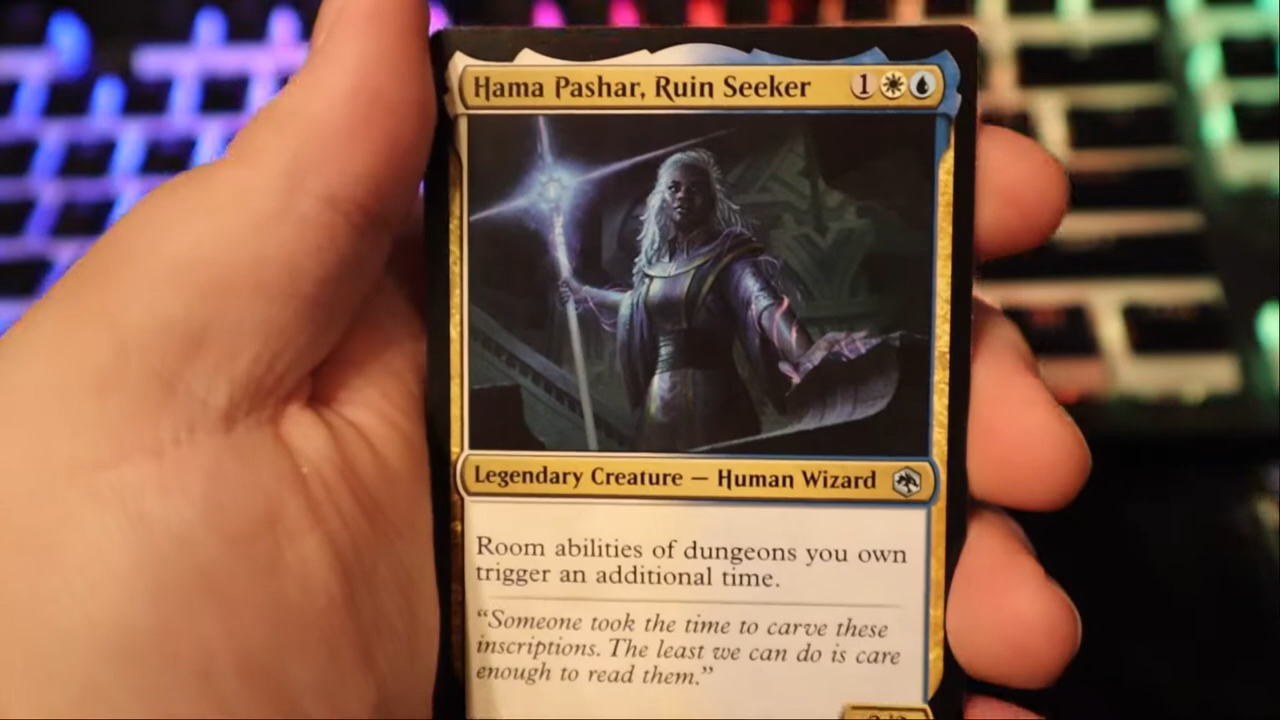 Hama Pashar, Ruin Seeker 1
Legendary Creature — Human Wizard
Room abilities of dungeons you own
trigger an additional time.
“Someone took the time to carve these
inscriptions. The least we can do is care
enough to read them.”